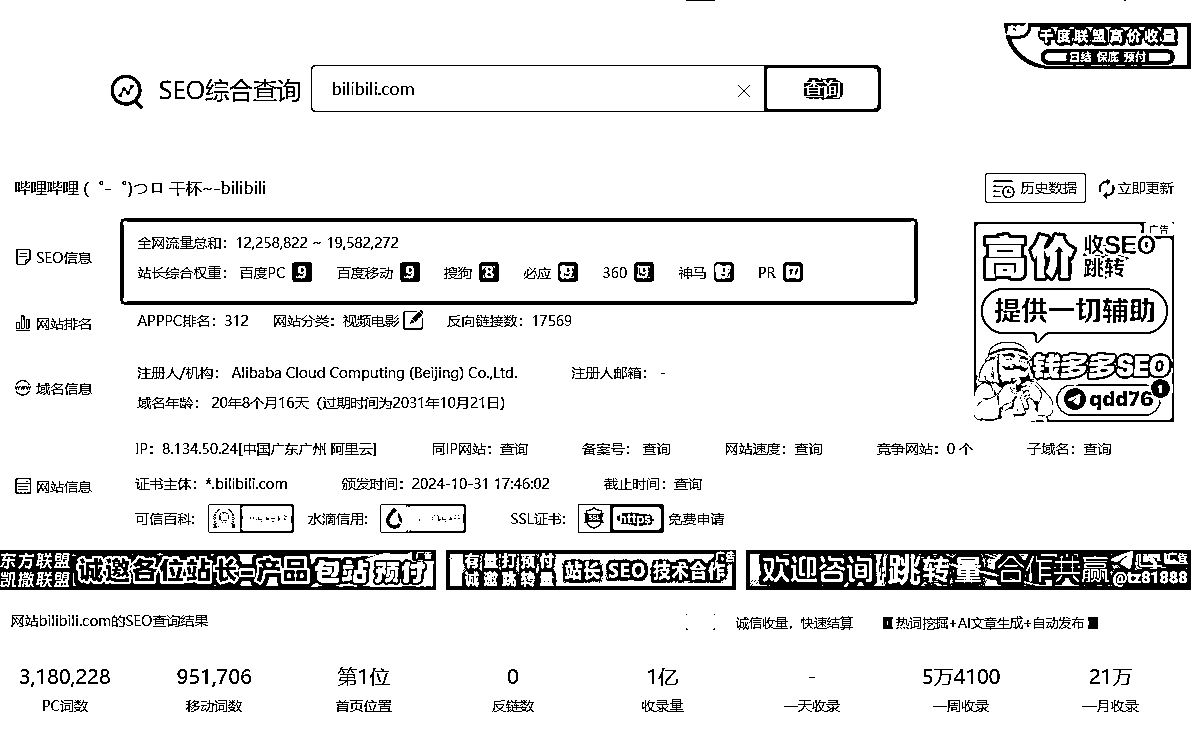 千度联盟高价收量
日结 保底 预付
SEO综合查询
bilibili.com
查询
哔哩哔哩 ( ゜- ゜)つロ 干杯~-bilibili
历史数据
立即更新
SEO信息
全网流量总和：12,258,822 ~ 19,582,272
站长综合权重： 百度PC 9 百度移动 9 搜狗 8 必应 9 360 9 神马 PR
网站排名
APPPC排名：312 网站分类：视频电影 反向链接数：17569
域名信息
注册人/机构： Alibaba Cloud Computing (Beijing) Co.,Ltd. 注册人邮箱： -
域名年龄： 20年8个月16天（过期时间为2031年10月21日）
广告
高价 收SEO
跳转
提供一切辅助
钱多多SEO
qdd76
1
网站信息
IP：8.134.50.24[中国广东广州 阿里云] 同IP网站：查询 备案号： 查询 网站速度：查询 竞争网站：0 个 子域名：查询
证书主体：*.bilibili.com 颁发时间：2024-10-31 17:46:02 截止时间：查询
可信百科： 水滴信用: SSL证书: https 免费申请
东方联盟
凯撒联盟
诚邀各位站长-产品包站预付
广告
有量打预付
诚邀跳转量
站长 SEO 技术合作
广告
欢迎咨询 跳转量 合作共赢
广告
@tz81888
网站bilibili.com的SEO查询结果
诚信收量，快速结算
热词挖掘+AI文章生成+自动发布
3,180,228 951,706 第1位 0 1亿 - 5万4100 21万
PC词数 移动词数 首页位置 反链数 收录量 一天收录 一周收录 一月收录